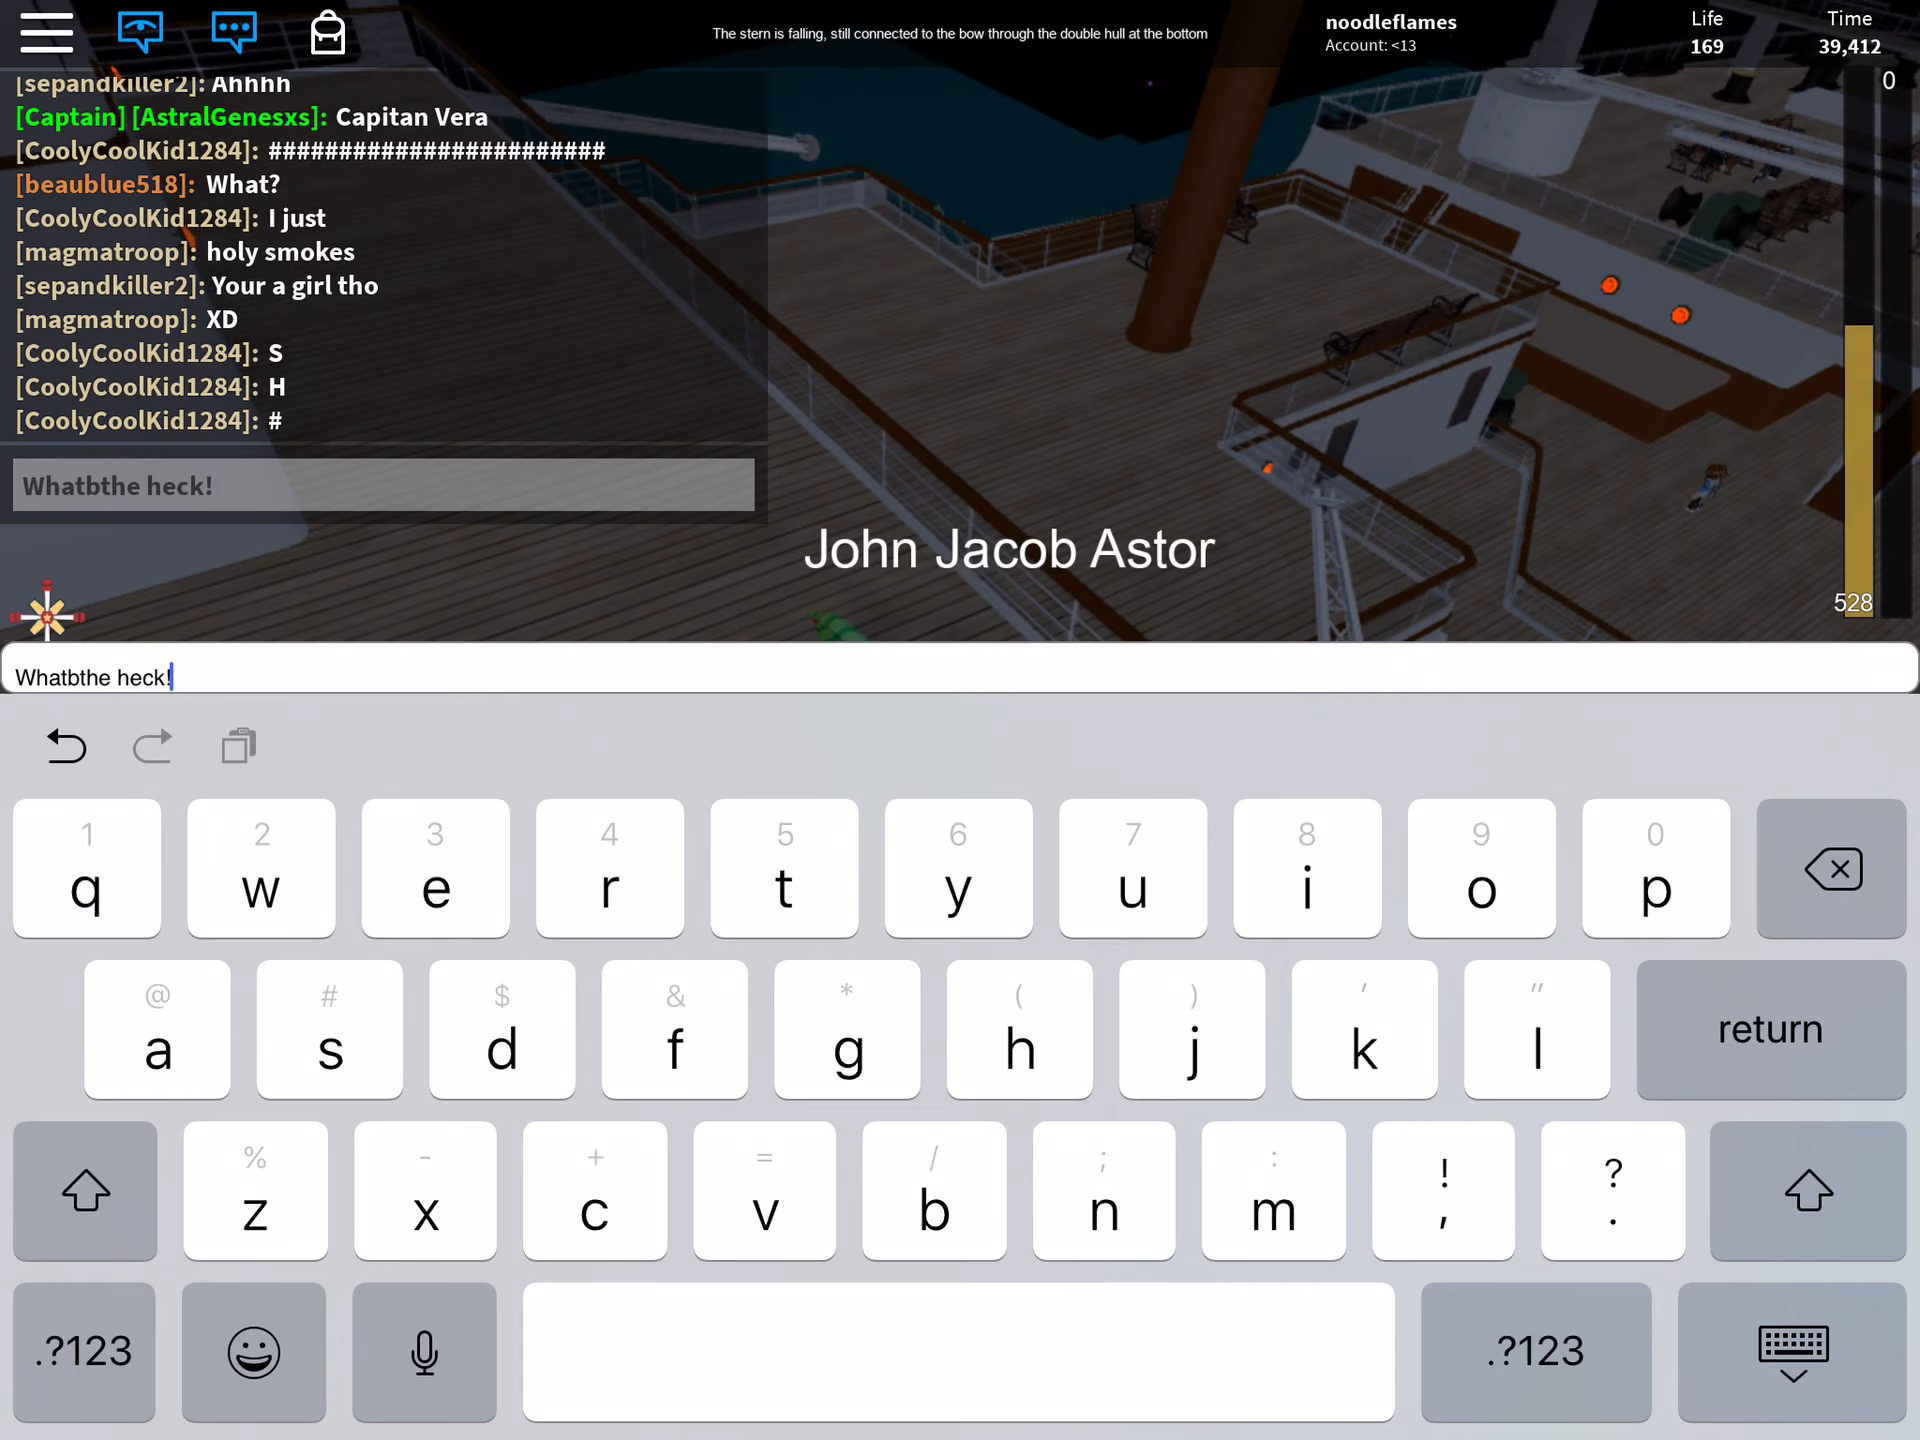 The stern is falling, still connected to the bow through the double hull at the bottom
noodleflames
Account: <13
Life
169
Time
39,412
0
[sepandkiller2]: Ahhhh
[Captain] [AstralGenesxs]: Capitan Vera
[CoolyCoolKid1284]: ########################
[beaublue518]: What?
[CoolyCoolKid1284]: I just
[magmatroop]: holy smokes
[sepandkiller2]: Your a girl tho
[magmatroop]: XD
[CoolyCoolKid1284]: S
[CoolyCoolKid1284]: H
[CoolyCoolKid1284]: #
Whatbthe heck!
John Jacob Astor
528
Whatbthe heck!
1 2 3 4 5 6 7 8 9 0
q w e r t y u i o p
@ # $ & * ( ) ' "
a s d f g h j k l return
% - + = / ; : ! ?
z x c v b n m , .
.?123 .?123